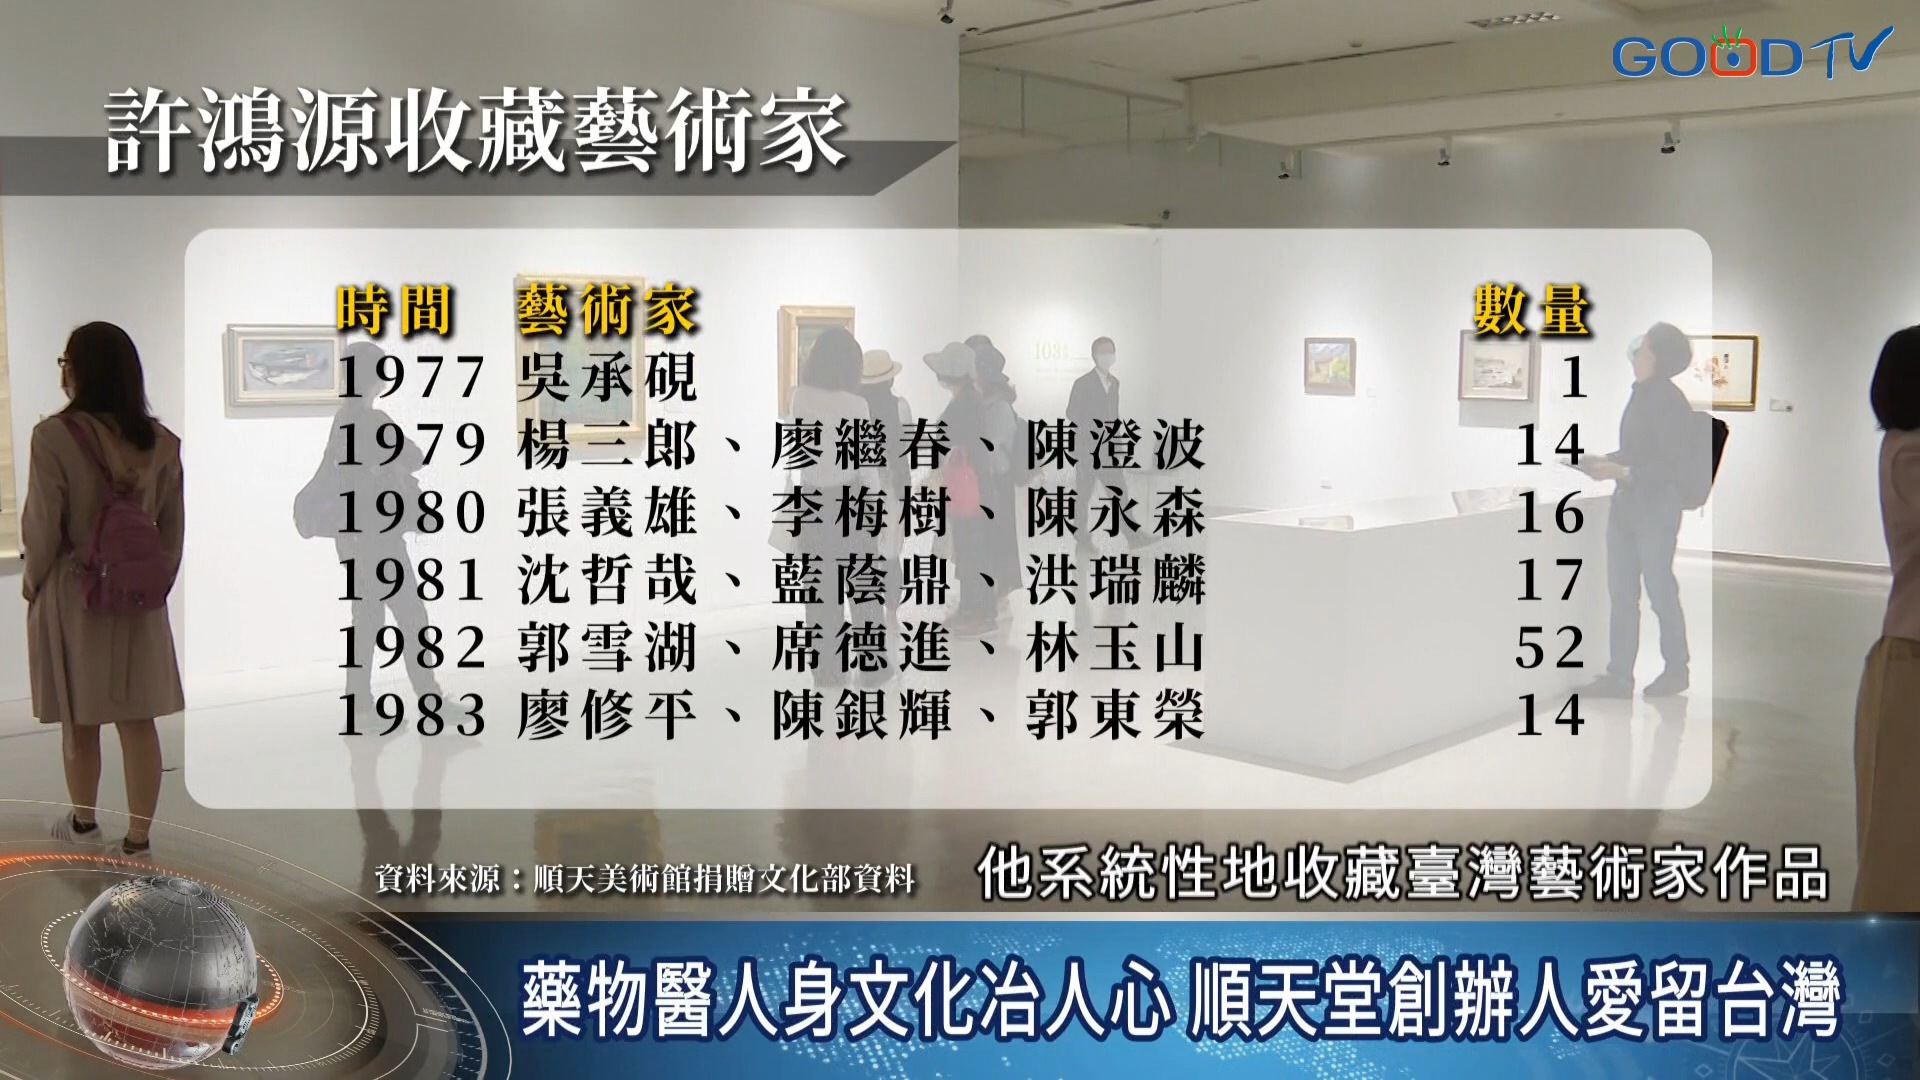 GOOD TV
許鴻源收藏藝術家
時間 藝術家 數量
1977 吳承硯 1
1979 楊三郎、廖繼春、陳澄波 14
1980 張義雄、李梅樹、陳永森 16
1981 沈哲哉、藍蔭鼎、洪瑞麟 17
1982 郭雪湖、席德進、林玉山 52
1983 廖修平、陳銀輝、郭東榮 14
資料來源：順天美術館捐贈文化部資料
他系統性地收藏臺灣藝術家作品
藥物醫人身文化冶人心 順天堂創辦人愛留台灣